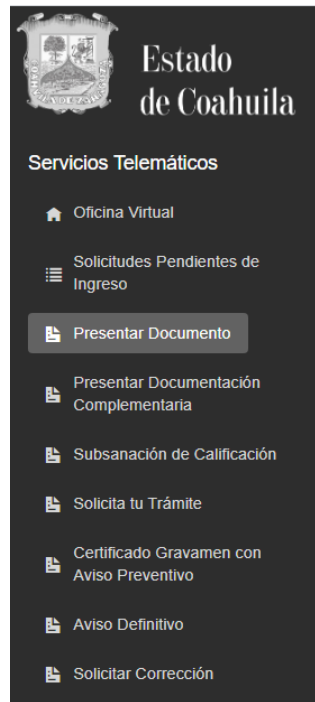 Estado
de Coahuila
Servicios Telemáticos
Oficina Virtual
Solicitudes Pendientes de
Ingreso
Presentar Documento
Presentar Documentación
Complementaria
Subsanación de Calificación
Solicita tu Trámite
Certificado Gravamen con
Aviso Preventivo
Aviso Definitivo
Solicitar Corrección